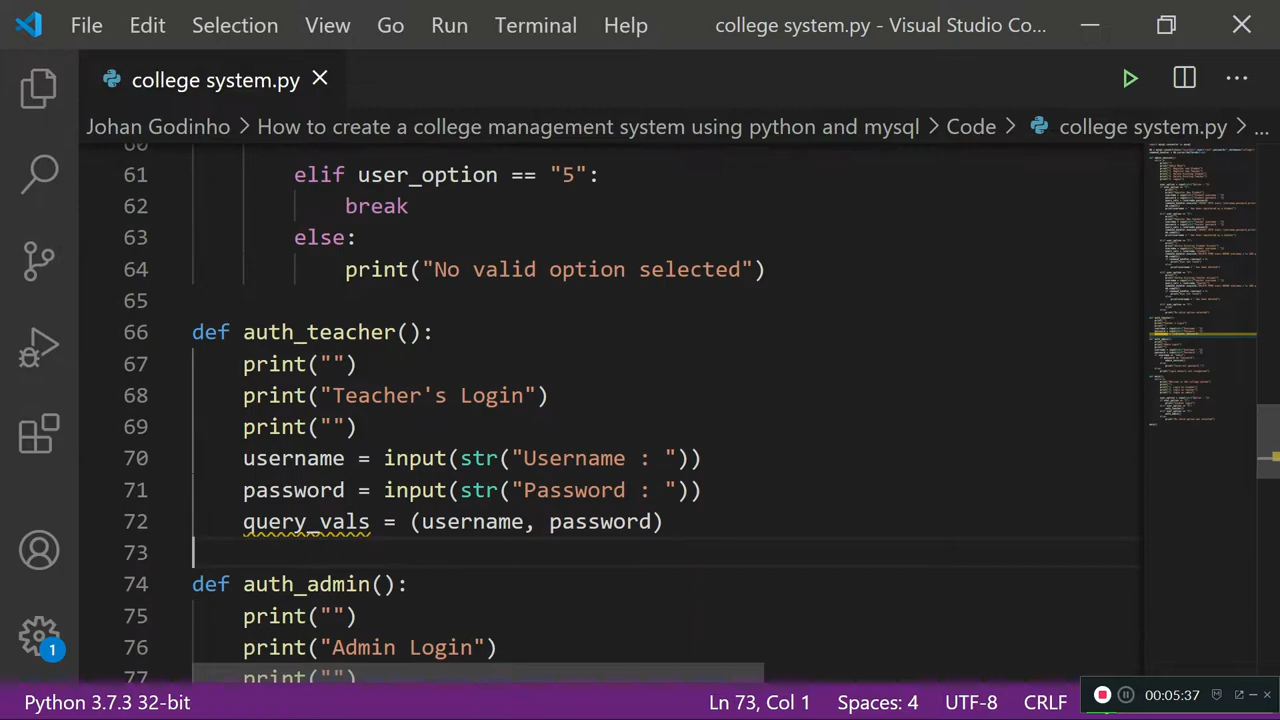 File Edit Selection View Go Run Terminal Help college system.py - Visual Studio Co...
college system.py
Johan Godinho > How to create a college management system using python and mysql > Code > college system.py > ...
60
61 elif user_option == "5":
62 break
63 else:
64 print("No valid option selected")
65
66 def auth_teacher():
67 print("")
68 print("Teacher's Login")
69 print("")
70 username = input(str("Username : "))
71 password = input(str("Password : "))
72 query_vals = (username, password)
73
74 def auth_admin():
75 print("")
76 print("Admin Login")
77 print("")
1
Python 3.7.3 32-bit Ln 73, Col 1 Spaces: 4 UTF-8 CRLF 00:05:37